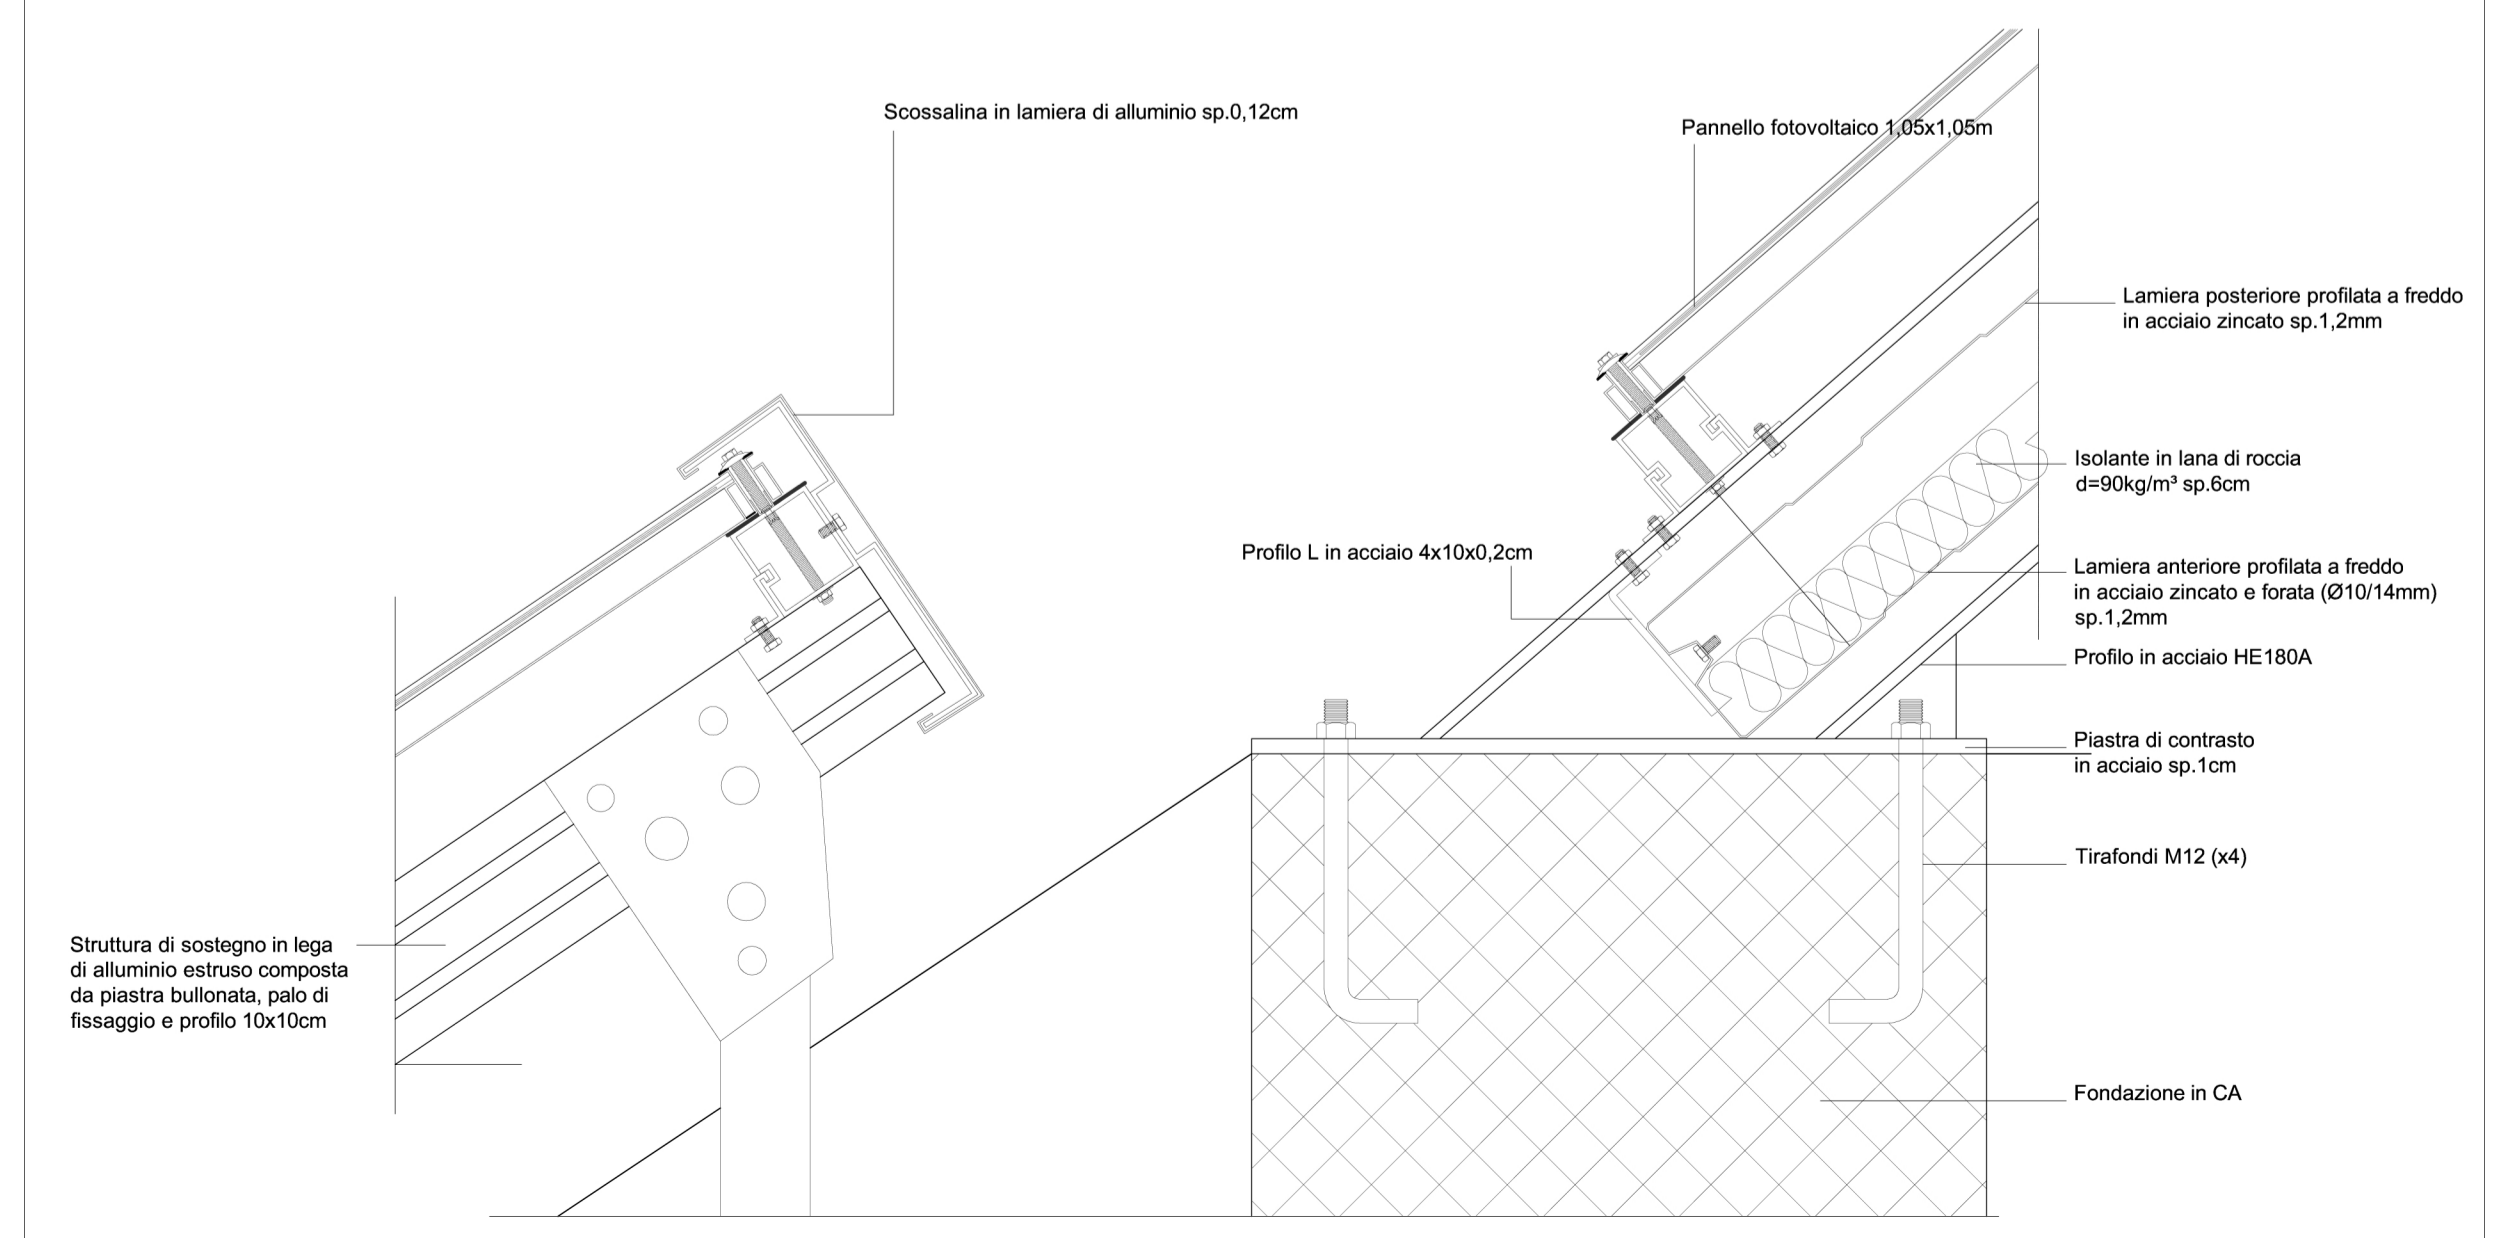 Scossalina in lamiera di alluminio sp.0,12cm
Pannello fotovoltaico 1,05x1,05m
Lamiera posteriore profilata a freddo
in acciaio zincato sp.1,2mm
Isolante in lana di roccia
d=90kg/m³ sp.6cm
Profilo L in acciaio 4x10x0,2cm
Lamiera anteriore profilata a freddo
in acciaio zincato e forata (Ø10/14mm)
sp.1,2mm
Profilo in acciaio HE180A
Piastra di contrasto
in acciaio sp.1cm
Tirafondi M12 (x4)
Struttura di sostegno in lega
di alluminio estruso composta
da piastra bullonata, palo di
fissaggio e profilo 10x10cm
Fondazione in CA